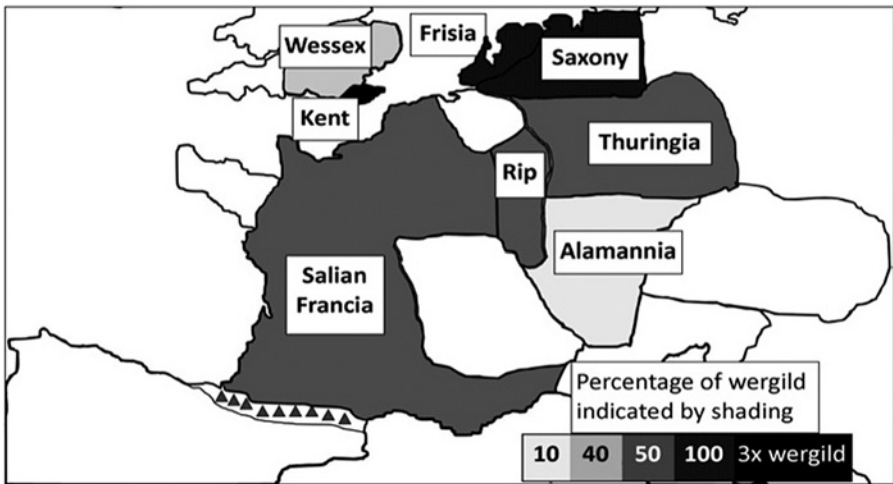 Wessex
Frisia
Saxony
Kent
Thuringia
Rip
Alamannia
Salian
Francia
Percentage of wergild
indicated by shading
10 40 50 100 3x wergild